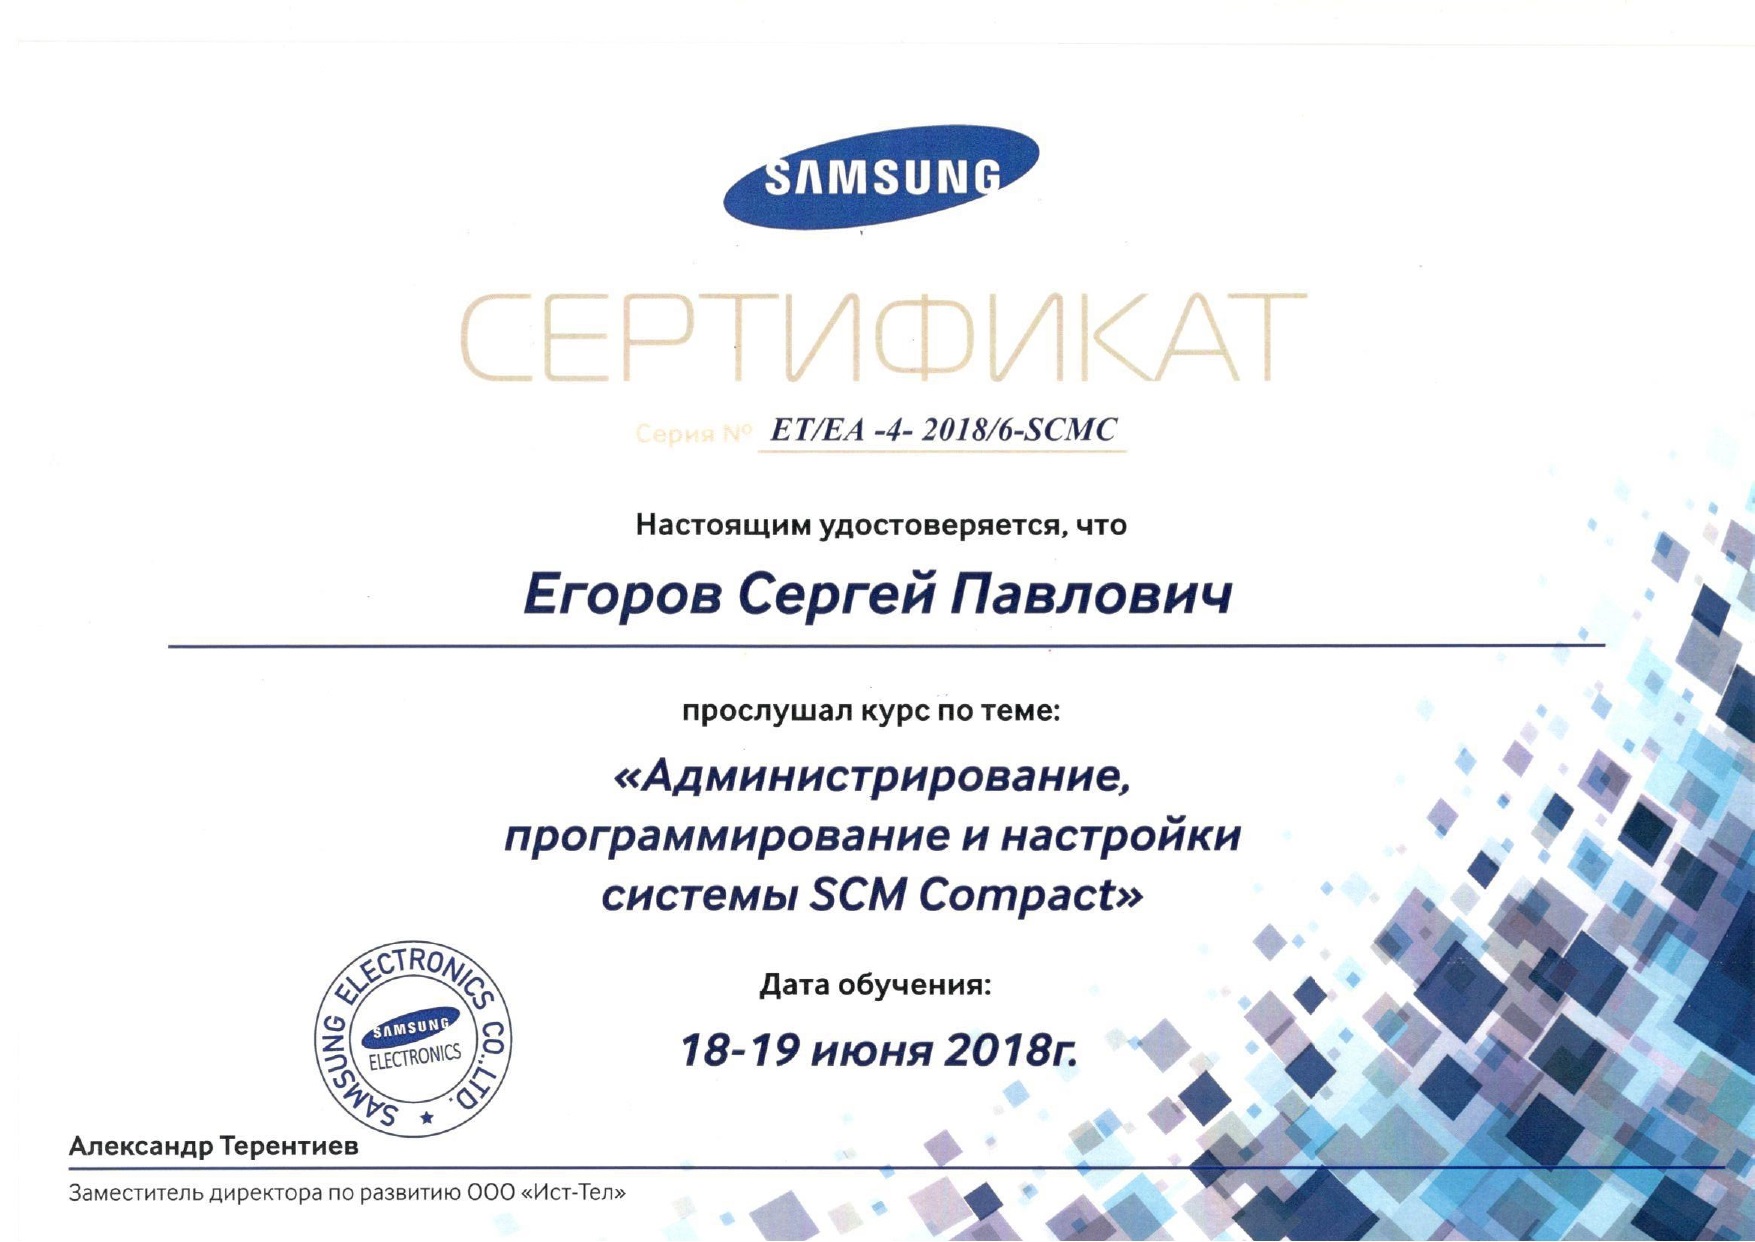 SAMSUNG
СЕРТИФИКАТ
Серия № ET/EA -4- 2018/6-SCMC
Настоящим удостоверяется, что
Егоров Сергей Павлович
прослушал курс по теме:
«Администрирование,
программирование и настройки
системы SCM Compact»
Дата обучения:
18-19 июня 2018г.
SAMSUNG ELECTRONICS CO.,LTD.
SAMSUNG
ELECTRONICS
Александр Терентиев
Заместитель директора по развитию ООО «Ист-Тел»